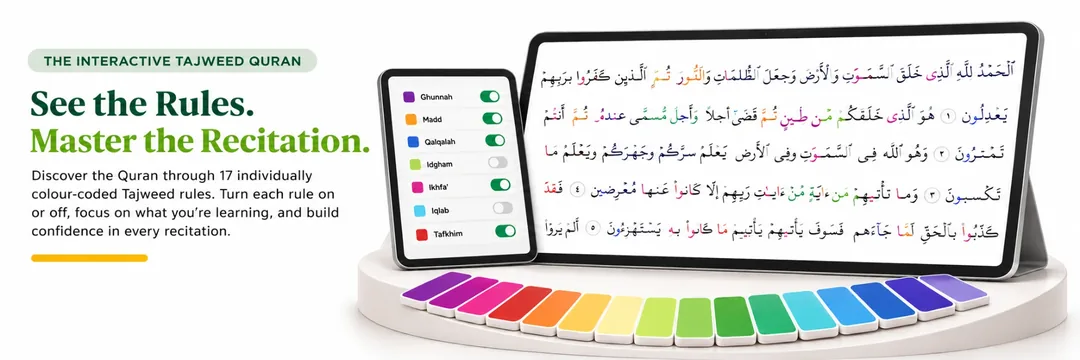 THE INTERACTIVE TAJWEED QURAN
See the Rules.
Master the Recitation.
Discover the Quran through 17 individually
colour-coded Tajweed rules. Turn each rule on
or off, focus on what you’re learning, and build
confidence in every recitation.
Ghunnah
Madd
Qalqalah
Idgham
Ikhfa'
Iqlab
Tafkhim
ٱلْحَمْدُ لِلَّهِ ٱلَّذِى خَلَقَ ٱلسَّمَـٰوَٰتِ وَٱلْأَرْضَ وَجَعَلَ ٱلظُّلُمَـٰتِ وَٱلنُّورَ ثُمَّ ٱلَّذِينَ كَفَرُوا۟ بِرَبِّهِمْ
يَعْدِلُونَ ١ هُوَ ٱلَّذِى خَلَقَكُم مِّن طِينٍ ثُمَّ قَضَىٰٓ أَجَلًا وَأَجَلٌ مُّسَمًّى عِندَهُۥ ثُمَّ أَنتُمْ
تَمْتَرُونَ ٢ وَهُوَ ٱللَّهُ فِى ٱلسَّمَـٰوَٰتِ وَفِى ٱلْأَرْضِ يَعْلَمُ سِرَّكُمْ وَجَهْرَكُمْ وَيَعْلَمُ مَا
تَكْسِبُونَ ٣ وَمَا تَأْتِيهِم مِّنْ ءَايَةٍ مِّنْ ءَايَـٰتِ رَبِّهِمْ إِلَّا كَانُوا۟ عَنْهَا مُعْرِضِينَ ٤ فَقَدْ
كَذَّبُوا۟ بِٱلْحَقِّ لَمَّا جَآءَهُمْ فَسَوْفَ يَأْتِيهِمْ يَأْتِيهِمْ مَا كَانُوا۟ بِهِ يَسْتَهْزِءُونَ ٥ أَلَمْ يَرَوْا۟